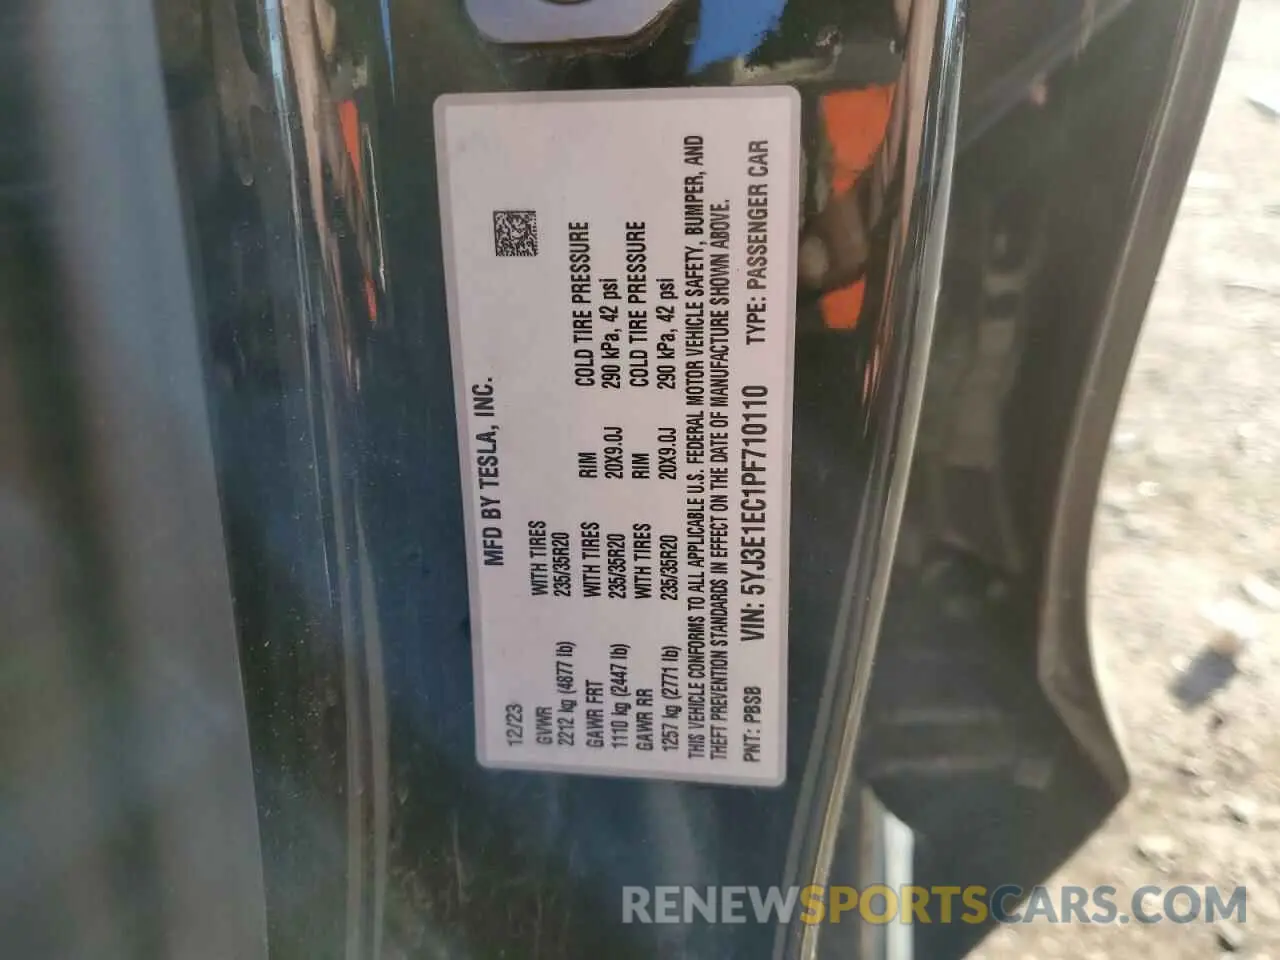 MFD BY TESLA, INC.
12/23
GVWR WITH TIRES
2212 kg (4877 lb) 235/35R20
GAWR FRT WITH TIRES RIM COLD TIRE PRESSURE
1110 kg (2447 lb) 235/35R20 20X9.0J 290 kPa, 42 psi
GAWR RR WITH TIRES RIM COLD TIRE PRESSURE
1257 kg (2771 lb) 235/35R20 20X9.0J 290 kPa, 42 psi
THIS VEHICLE CONFORMS TO ALL APPLICABLE U.S. FEDERAL MOTOR VEHICLE SAFETY, BUMPER, AND
THEFT PREVENTION STANDARDS IN EFFECT ON THE DATE OF MANUFACTURE SHOWN ABOVE.
PNT: PBSB VIN: 5YJ3E1EC1PF710110 TYPE: PASSENGER CAR
RENEWSPORTSCARS.COM